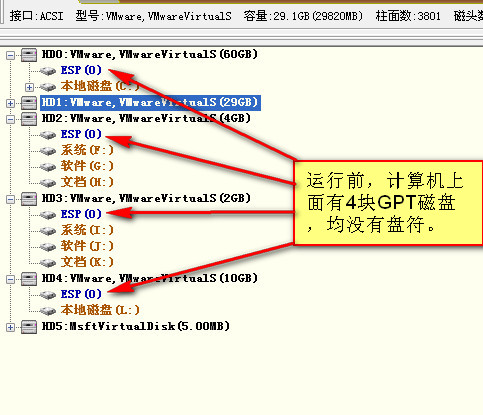 接口:ACSI 型号:VMware,VMwareVirtualS 容量:29.1GB(29820MB) 柱面数:3801 磁头
HD0:VMware,VMwareVirtualS(60GB)
ESP(0)
本地磁盘(C:)
HD1:VMware,VMwareVirtualS(29GB)
HD2:VMware,VMwareVirtualS(4GB)
ESP(0)
系统(F:)
软件(G:)
文档(H:)
HD3:VMware,VMwareVirtualS(2GB)
ESP(0)
系统(I:)
软件(J:)
文档(K:)
HD4:VMware,VMwareVirtualS(10GB)
ESP(0)
本地磁盘(L:)
HD5:MsftVirtualDisk(5.00MB)
运行前，计算机上
面有4块GPT磁盘
，均没有盘符。